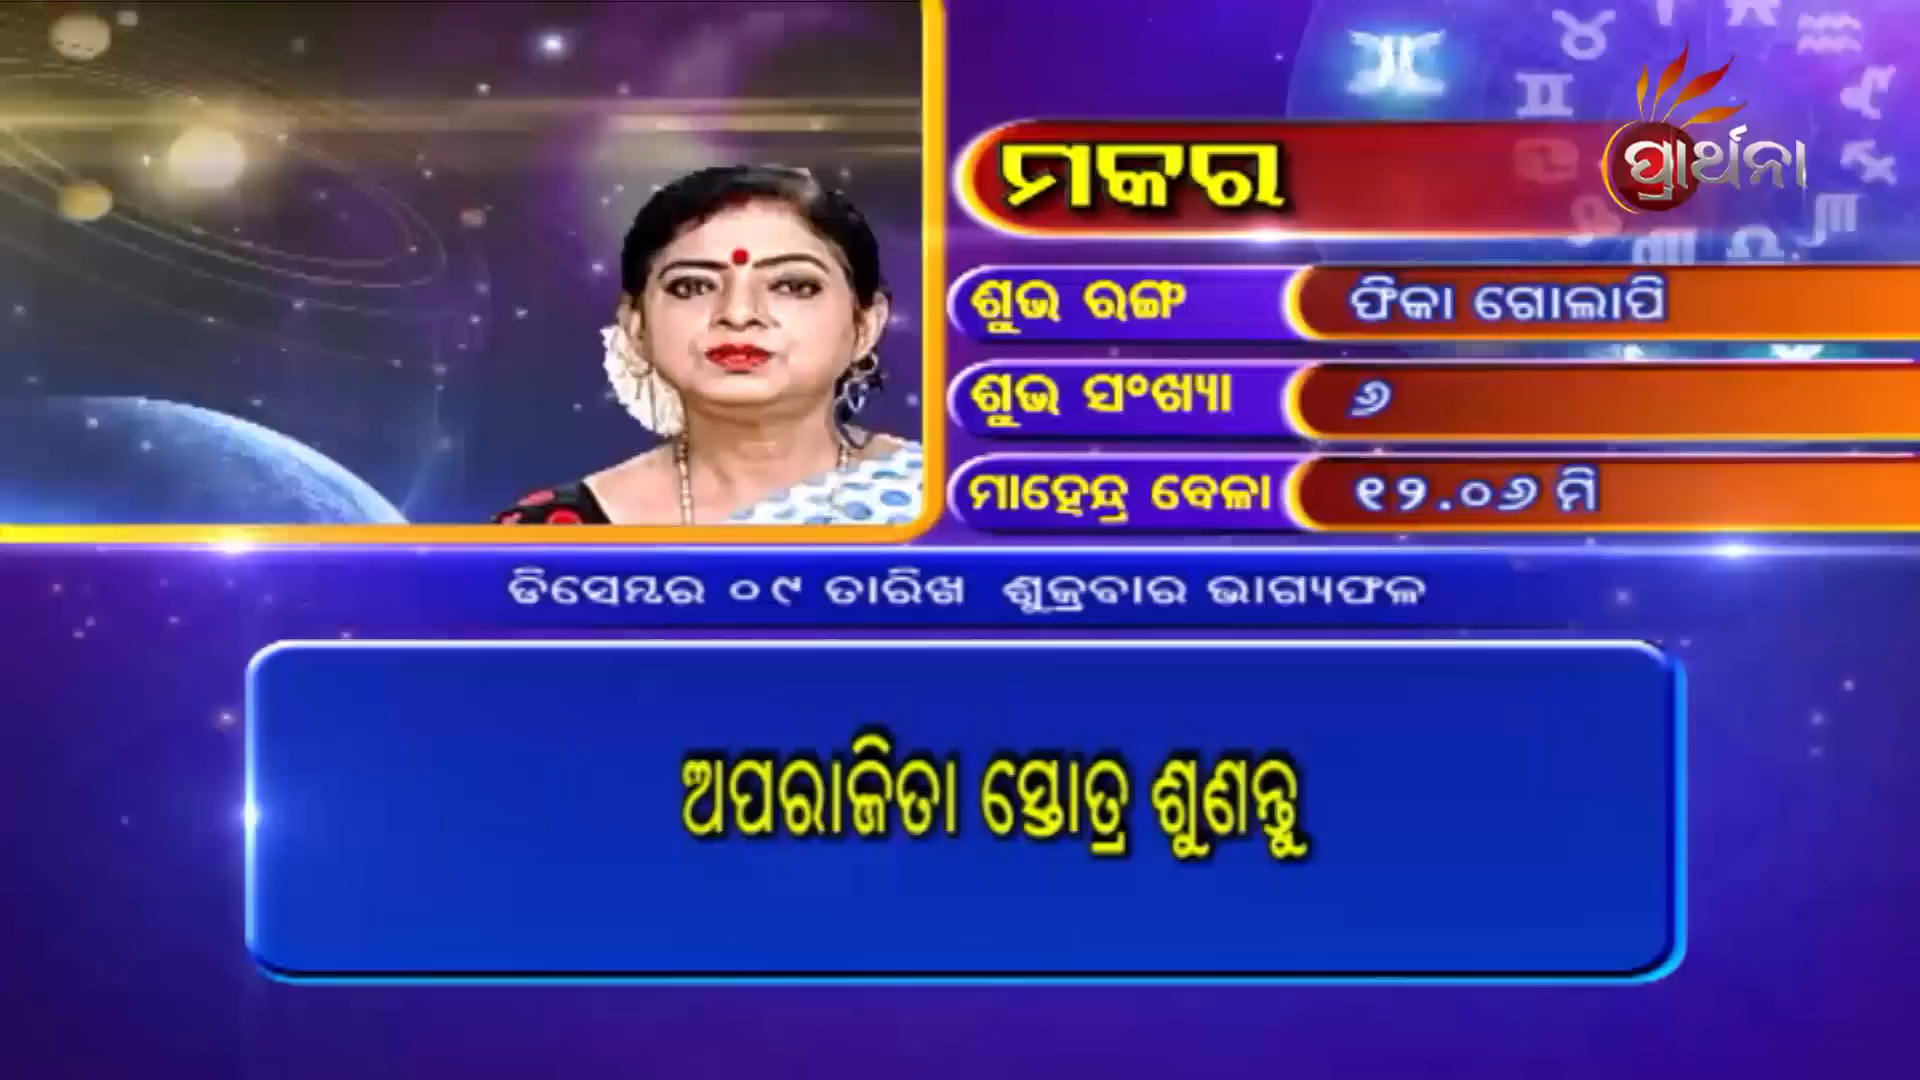 ମକର
ପ୍ରାର୍ଥନା
ଶୁଭ ରଙ୍ଗ ଫିକା ଗୋଲାପି
ଶୁଭ ସଂଖ୍ୟା ୬
ମାହେନ୍ଦ୍ର ବେଳା ୧୨.୦୬ ମି
ଡିସେମ୍ବର ୦୯ ତାରିଖ ଶୁକ୍ରବାର ଭାଗ୍ୟଫଳ
ଅପରାଜିତା ସ୍ତୋତ୍ର ଶୁଣନ୍ତୁ